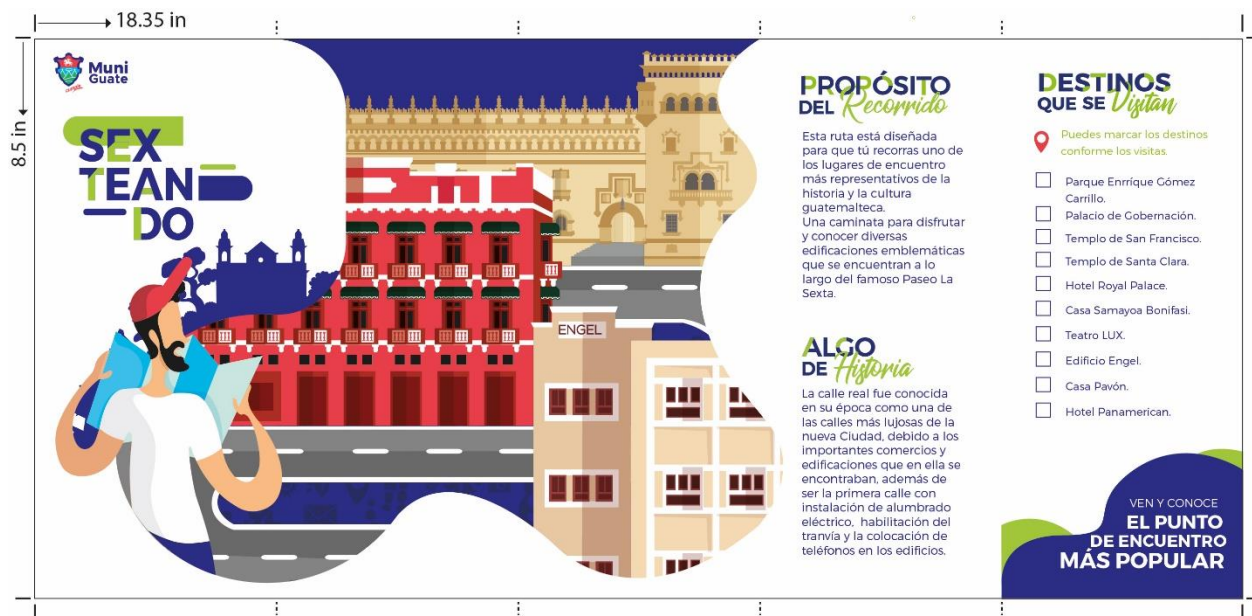 18.35 in
8.5 in
Muni
Guate
SEX
TEAN
DO
ENGEL
PROPÓSITO
DEL Recorrido
Esta ruta está diseñada
para que tú recorras uno de
los lugares de encuentro
más representativos de la
historia y la cultura
guatemalteca.
Una caminata para disfrutar
y conocer diversas
edificaciones emblemáticas
que se encuentran a lo
largo del famoso Paseo La
Sexta.
ALGO
DE Historia
La calle real fue conocida
en su época como una de
las calles más lujosas de la
nueva Ciudad, debido a los
importantes comercios y
edificaciones que en ella se
encontraban, además de
ser la primera calle con
instalación de alumbrado
eléctrico, habilitación del
tranvía y la colocación de
teléfonos en los edificios.
DESTINOS
QUE SE Visitan
Puedes marcar los destinos
conforme los visitas.
Parque Enrríque Gómez
Carrillo.
Palacio de Gobernación.
Templo de San Francisco.
Templo de Santa Clara.
Hotel Royal Palace.
Casa Samayoa Bonifasi.
Teatro LUX.
Edificio Engel.
Casa Pavón.
Hotel Panamerican.
VEN Y CONOCE
EL PUNTO
DE ENCUENTRO
MÁS POPULAR